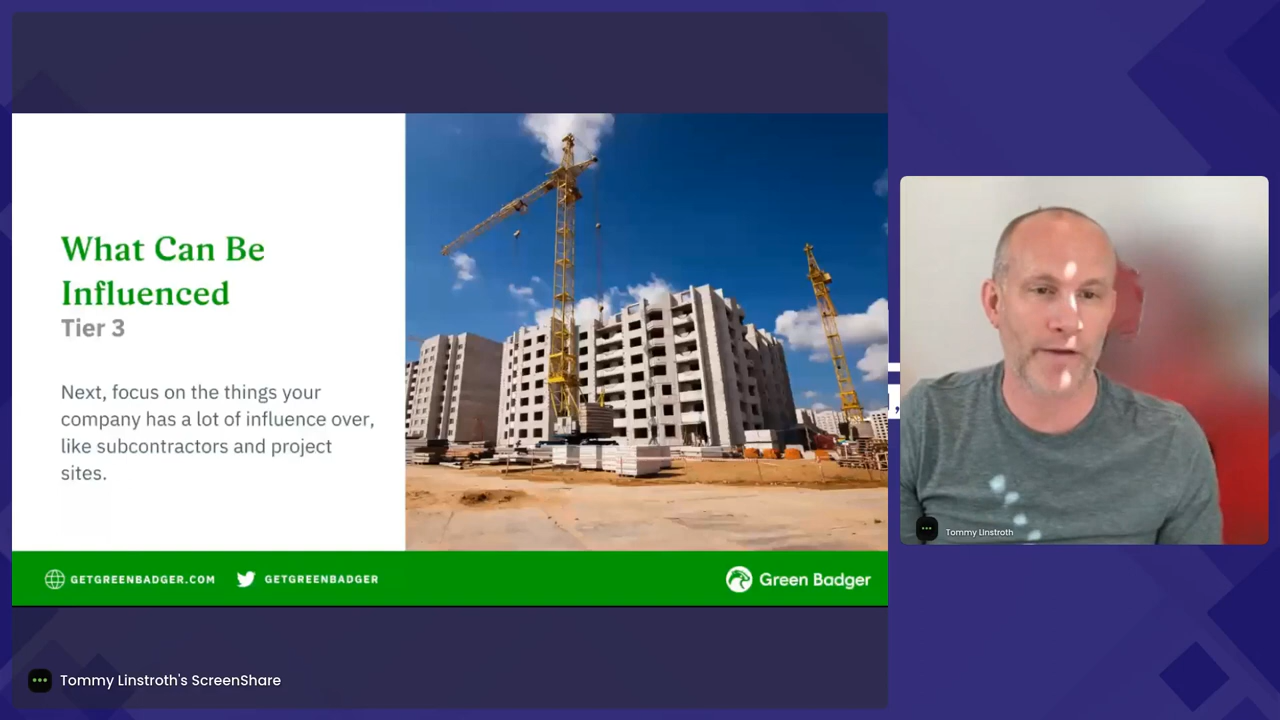 What Can Be
Influenced
Tier 3
Next, focus on the things your
company has a lot of influence over,
like subcontractors and project
sites.
GETGREENBADGER.COM
GETGREENBADGER
Green Badger
Tommy Linstroth
Tommy Linstroth's ScreenShare